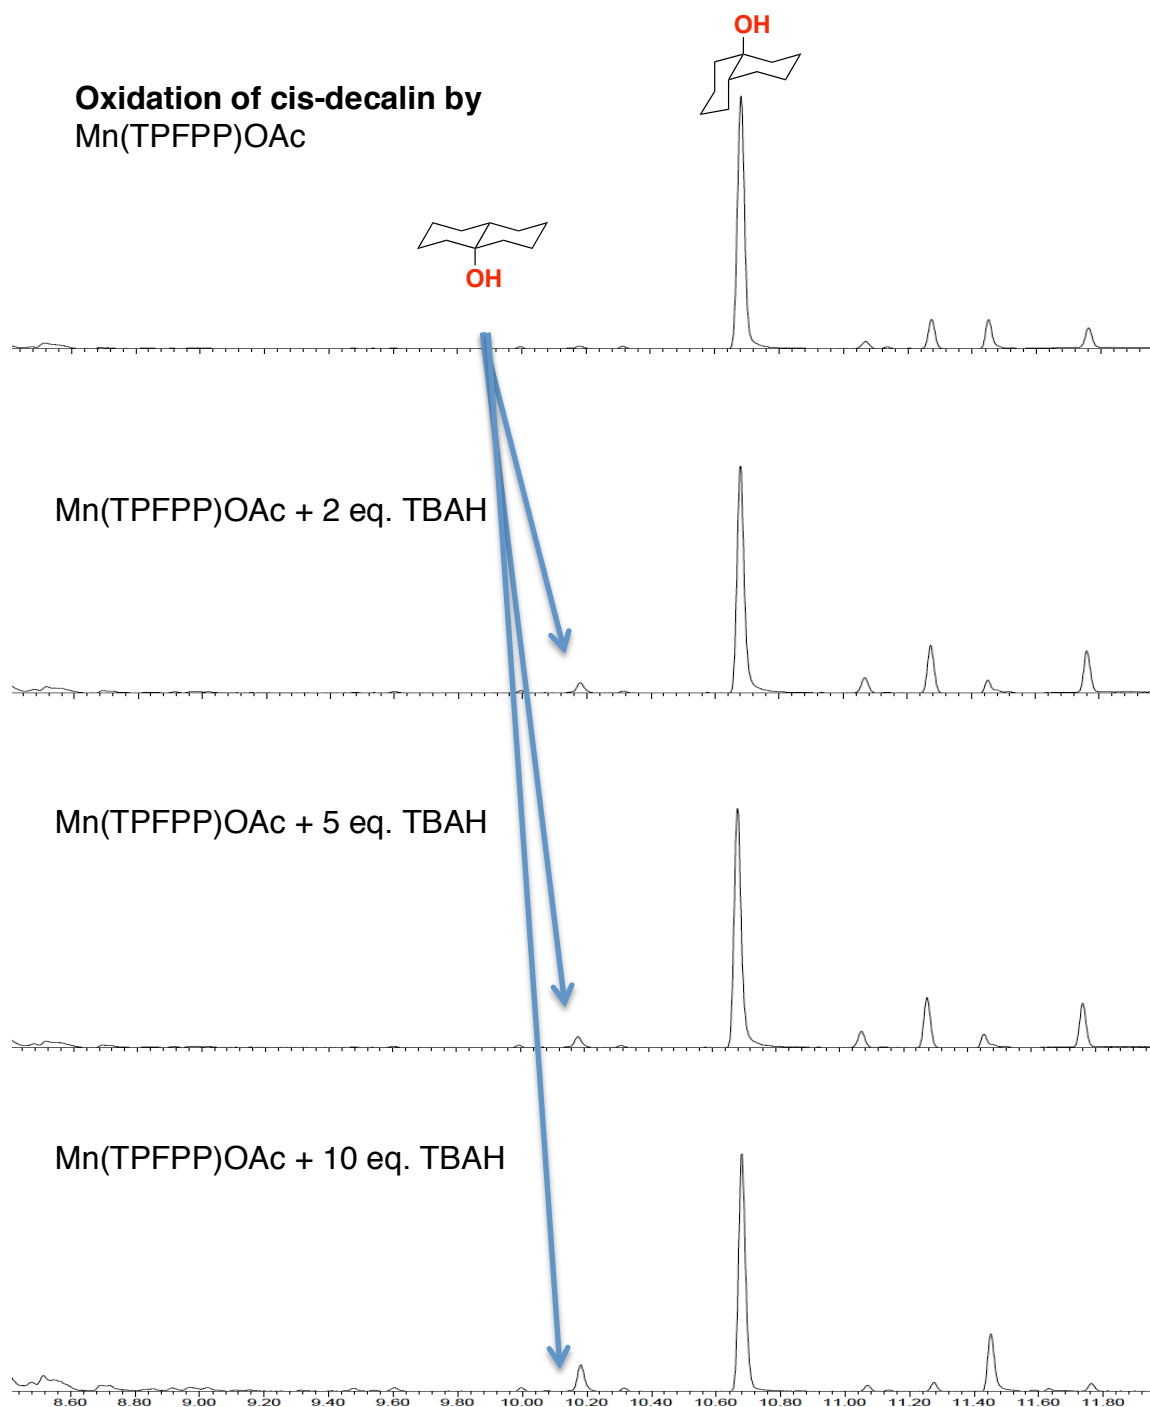 OH
Oxidation of cis-decalin by
Mn(TPFPP)OAc
OH
Mn(TPFPP)OAc + 2 eq. TBAH
Mn(TPFPP)OAc + 5 eq. TBAH
Mn(TPFPP)OAc + 10 eq. TBAH
8.60 8.80 9.00 9.20 9.40 9.60 9.80 10.00 10.20 10.40 10.60 10.80 11.00 11.20 11.40 11.60 11.80